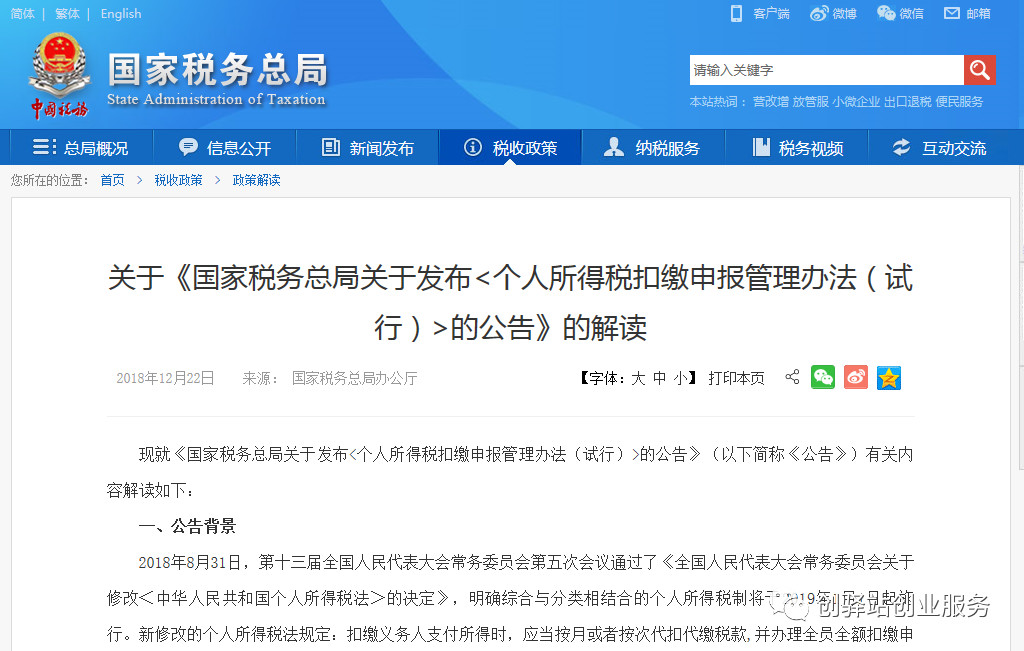 简体 | 繁体 | English
客户端 微博 微信 邮箱
国家税务总局
State Administration of Taxation
中国税务
请输入关键字
本站热词： 营改增 放管服 小微企业 出口退税 便民服务
总局概况 信息公开 新闻发布 税收政策 纳税服务 税务视频 互动交流
您所在的位置： 首页 > 税收政策 > 政策解读
关于《国家税务总局关于发布<个人所得税扣缴申报管理办法（试
行）>的公告》的解读
2018年12月22日 来源： 国家税务总局办公厅
【字体：大 中 小】 打印本页
现就《国家税务总局关于发布<个人所得税扣缴申报管理办法（试行）>的公告》（以下简称《公告》）有关内
容解读如下：
一、公告背景
2018年8月31日，第十三届全国人民代表大会常务委员会第五次会议通过了《全国人民代表大会常务委员会关于
修改＜中华人民共和国个人所得税法＞的决定》，明确综合与分类相结合的个人所得税制将于 19年 月 日起施
创驿站创业服务
行。新修改的个人所得税法规定：扣缴义务人支付所得时，应当按月或者按次代扣代缴税款,并办理全员全额扣缴申